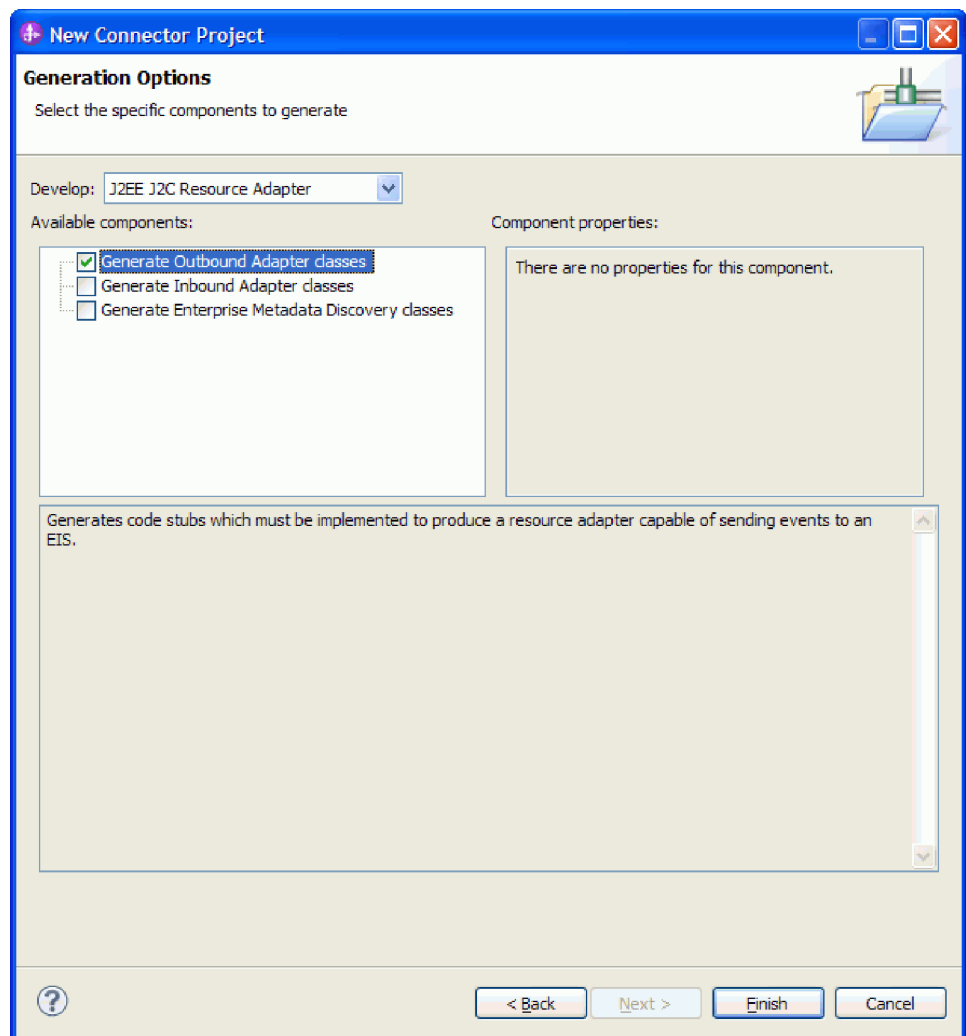 New Connector Project
Generation Options
Select the specific components to generate
Develop: J2EE J2C Resource Adapter
Available components:
Component properties:
Generate Outbound Adapter classes
Generate Inbound Adapter classes
Generate Enterprise Metadata Discovery classes
There are no properties for this component.
Generates code stubs which must be implemented to produce a resource adapter capable of sending events to an
EIS.
?
< Back
Next >
Finish
Cancel